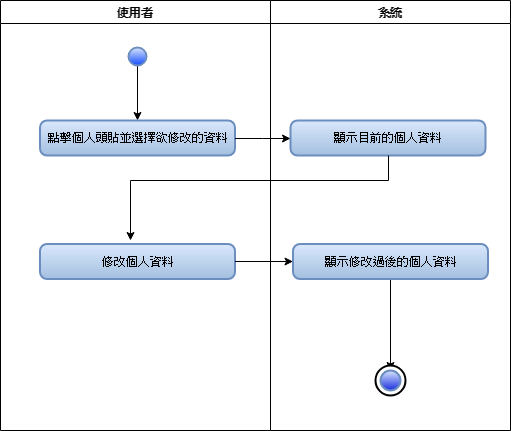 使用者
系統
點擊個人頭貼並選擇欲修改的資料
顯示目前的個人資料
修改個人資料
顯示修改過後的個人資料